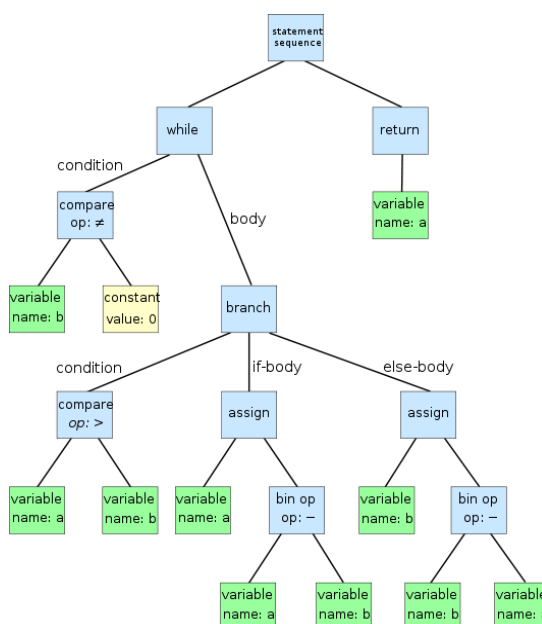 statement
sequence
while
return
condition
compare
op: ≠
body
variable
name: a
variable
name: b
constant
value: 0
branch
condition
if-body
else-body
compare
op: >
assign
assign
variable
name: a
variable
name: b
variable
name: a
bin op
op: −
variable
name: b
bin op
op: −
variable
name: a
variable
name: b
variable
name: b
variable
name: